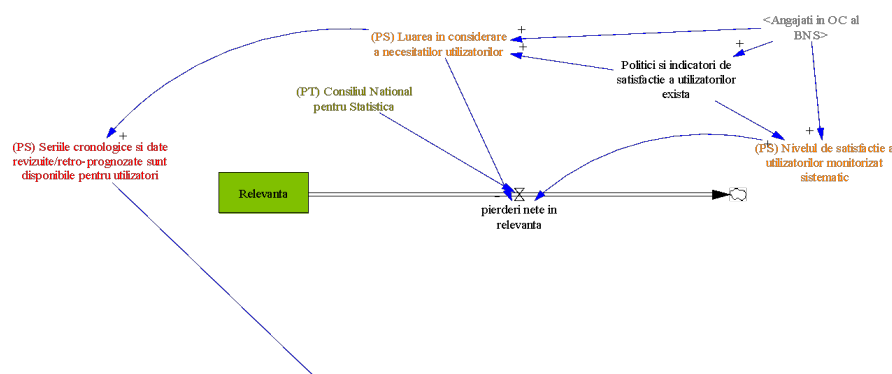 <Angajati in OC al
BNS>
(PS) Luarea in considerare
a necesitatilor utilizatorilor
Politici si indicatori de
satisfactie a utilizatorilor
exista
(PT) Consiliul National
pentru Statistica
(PS) Seriile cronologice si date
revizuite/retro-prognozate sunt
disponibile pentru utilizatori
(PS) Nivelul de satisfactie a
utilizatorilor monitorizat
sistematic
Relevanta
pierderi nete in
relevanta